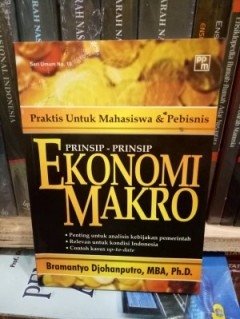 Seri Umum No. 10
ppm
Praktis Untuk Mahasiswa & Pebisnis
PRINSIP - PRINSIP
EKONOMI
MAKRO
• Penting untuk analisis kebijakan pemerintah
• Relevan untuk kondisi Indonesia
• Contoh kasus up-to-date
Bramantyo Djohanputro, MBA, Ph.D.